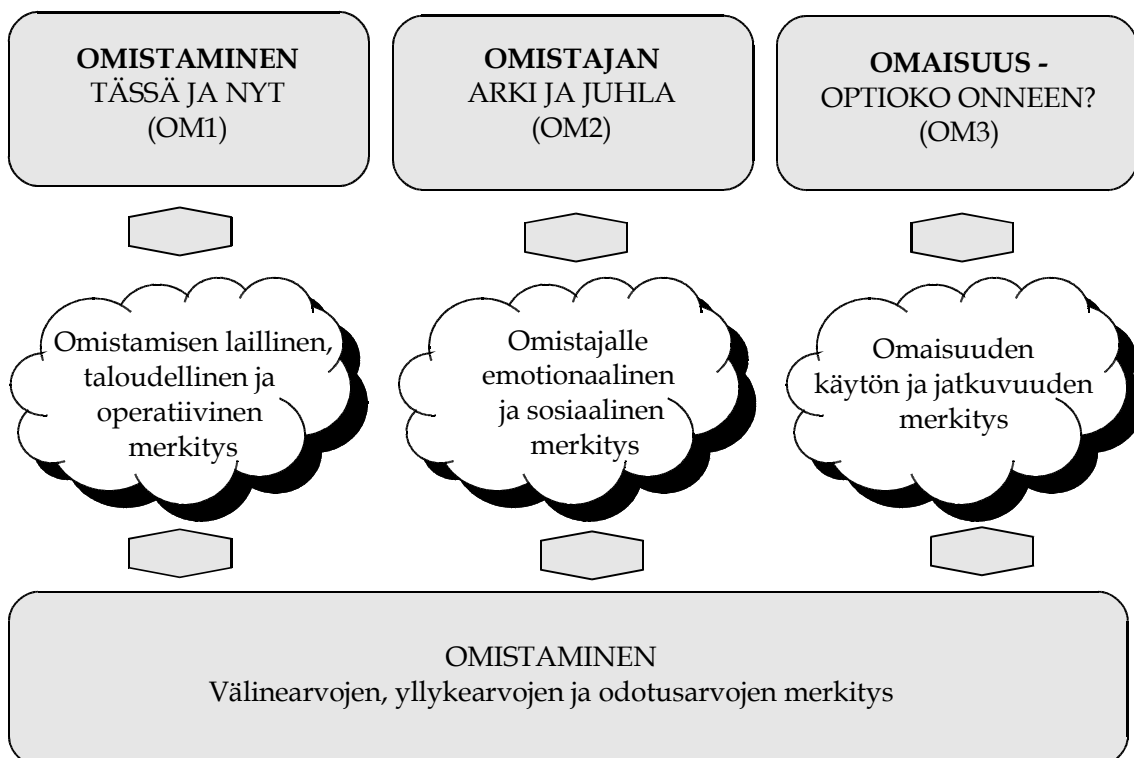 OMISTAMINEN
TÄSSÄ JA NYT
(OM1)
OMISTAJAN
ARKI JA JUHLA
(OM2)
OMAISUUS -
OPTIOKO ONNEEN?
(OM3)
Omistamisen laillinen,
taloudellinen ja
operatiivinen
merkitys
Omistajalle
emotionaalinen
ja sosiaalinen
merkitys
Omaisuuden
käytön ja jatkuvuuden
merkitys
OMISTAMINEN
Välinearvojen, yllykearvojen ja odotusarvojen merkitys